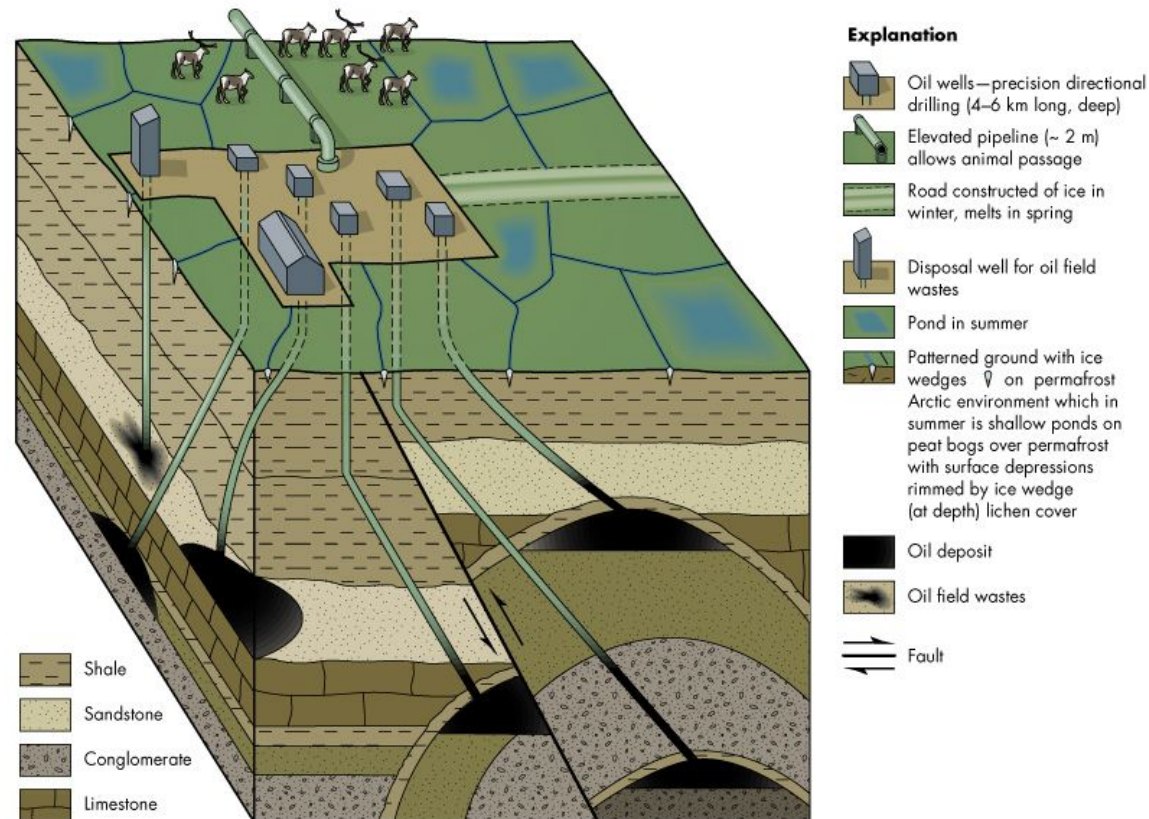 Explanation
Oil wells—precision directional
drilling (4–6 km long, deep)
Elevated pipeline (~ 2 m)
allows animal passage
Road constructed of ice in
winter, melts in spring
Disposal well for oil field
wastes
Pond in summer
Patterned ground with ice
wedges on permafrost
Arctic environment which in
summer is shallow ponds on
peat bogs over permafrost
with surface depressions
rimmed by ice wedge
(at depth) lichen cover
Oil deposit
Oil field wastes
Fault
Shale
Sandstone
Conglomerate
Limestone